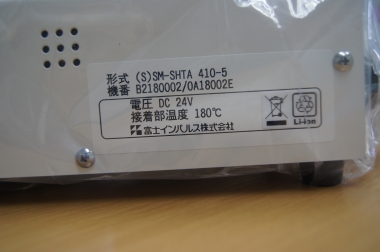 形式 (S)SM-SHTA 410-5
機番 B2180002/0A18002E
電圧 DC 24V
接着部温度 180℃
富士インパルス株式会社
Li-ion